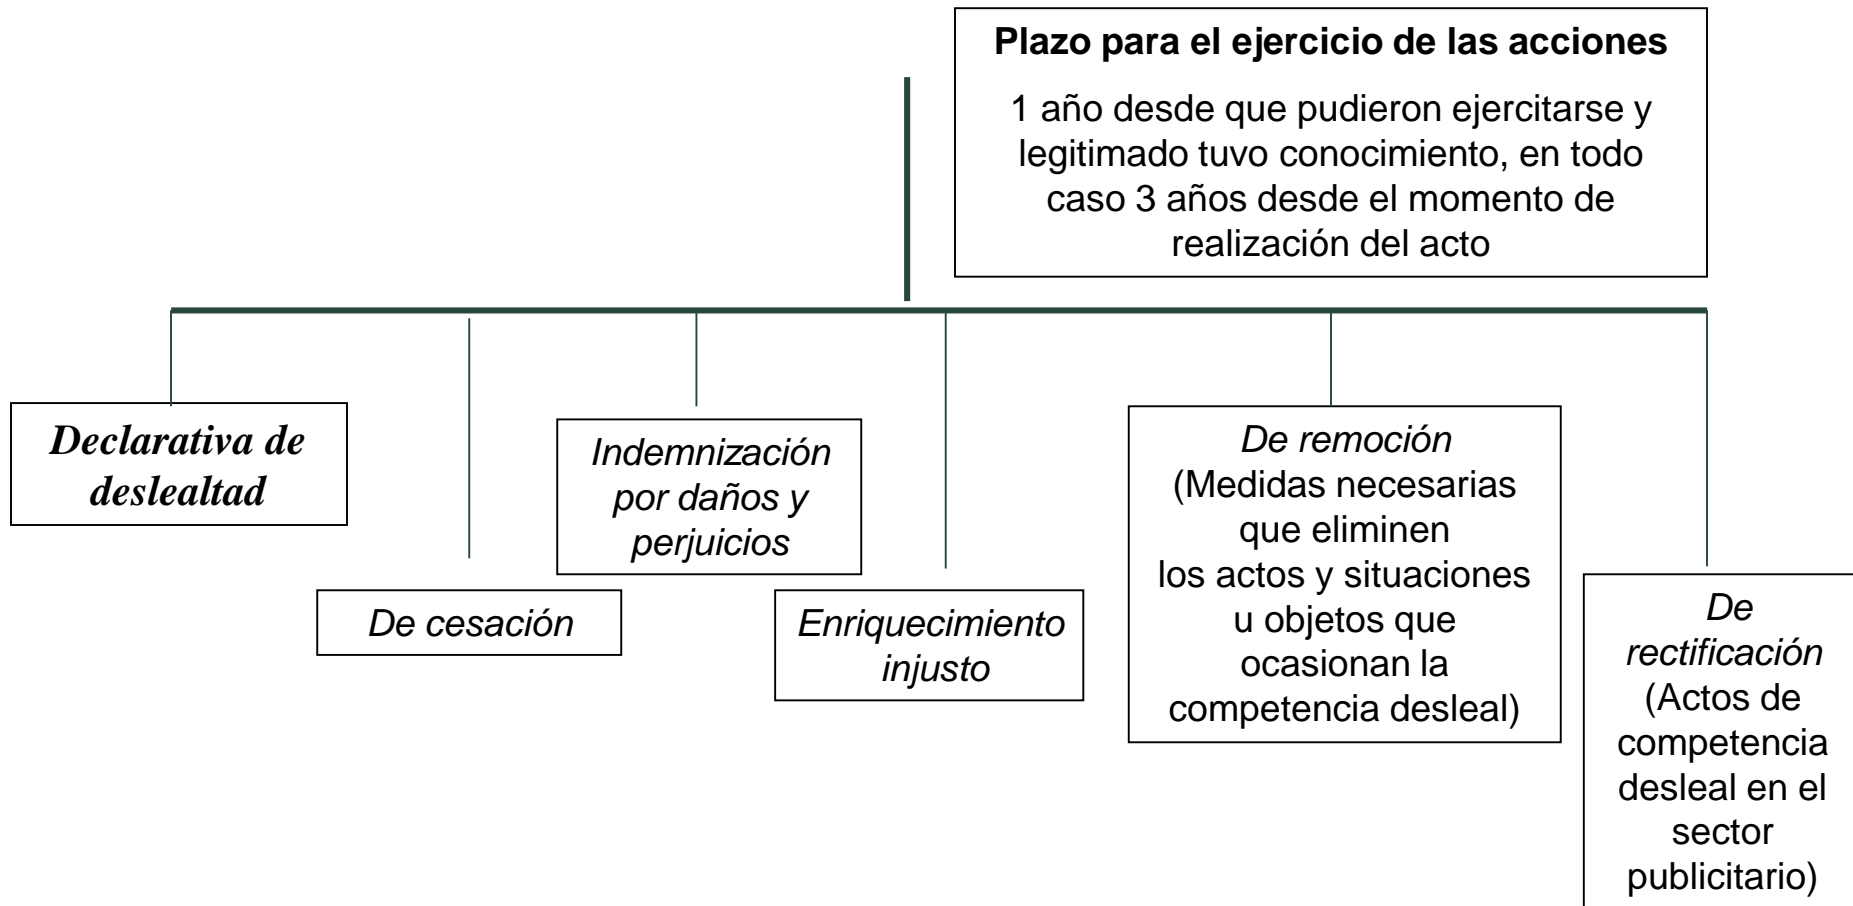 Plazo para el ejercicio de las acciones
1 año desde que pudieron ejercitarse y
legitimado tuvo conocimiento, en todo
caso 3 años desde el momento de
realización del acto
Declarativa de
deslealtad
De cesación
Indemnización
por daños y
perjuicios
Enriquecimiento
injusto
De remoción
(Medidas necesarias
que eliminen
los actos y situaciones
u objetos que
ocasionan la
competencia desleal)
De
rectificación
(Actos de
competencia
desleal en el
sector
publicitario)